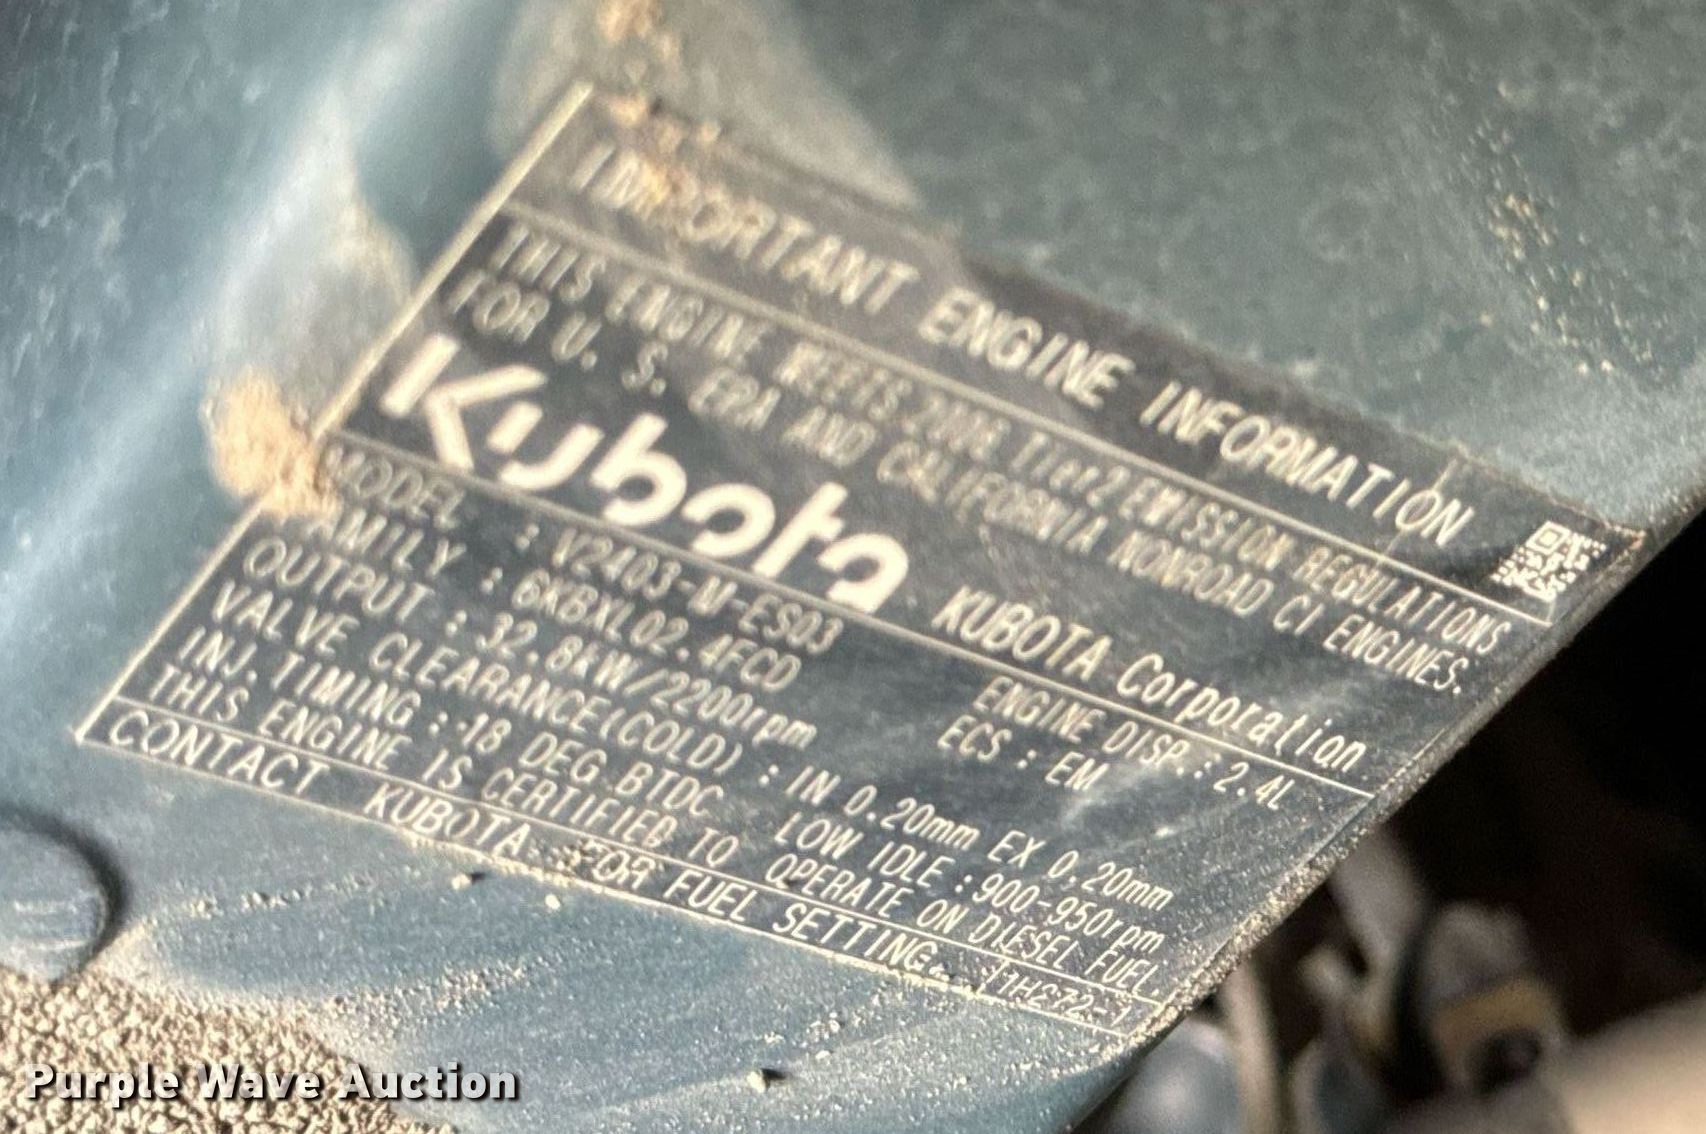 IMPORTANT ENGINE INFORMATION
THIS ENGINE MEETS 2006 Tier2 EMISSION REGULATIONS
FOR U. S. EPA AND CALIFORNIA NONROAD CI ENGINES.
Kubota KUBOTA Corporation
MODEL : V2403-M-ES03 ENGINE DISP.: 2.4L
FAMILY : 6KBXL02.4FCD ECS : EM
OUTPUT : 32.8kW/2200rpm
VALVE CLEARANCE(COLD) : IN 0.20mm EX 0.20mm
INJ.TIMING : 18 DEG.BTDC LOW IDLE : 900-950rpm
THIS ENGINE IS CERTIFIED TO OPERATE ON DIESEL FUEL.
CONTACT KUBOTA FOR FUEL SETTING.
Purple Wave Auction